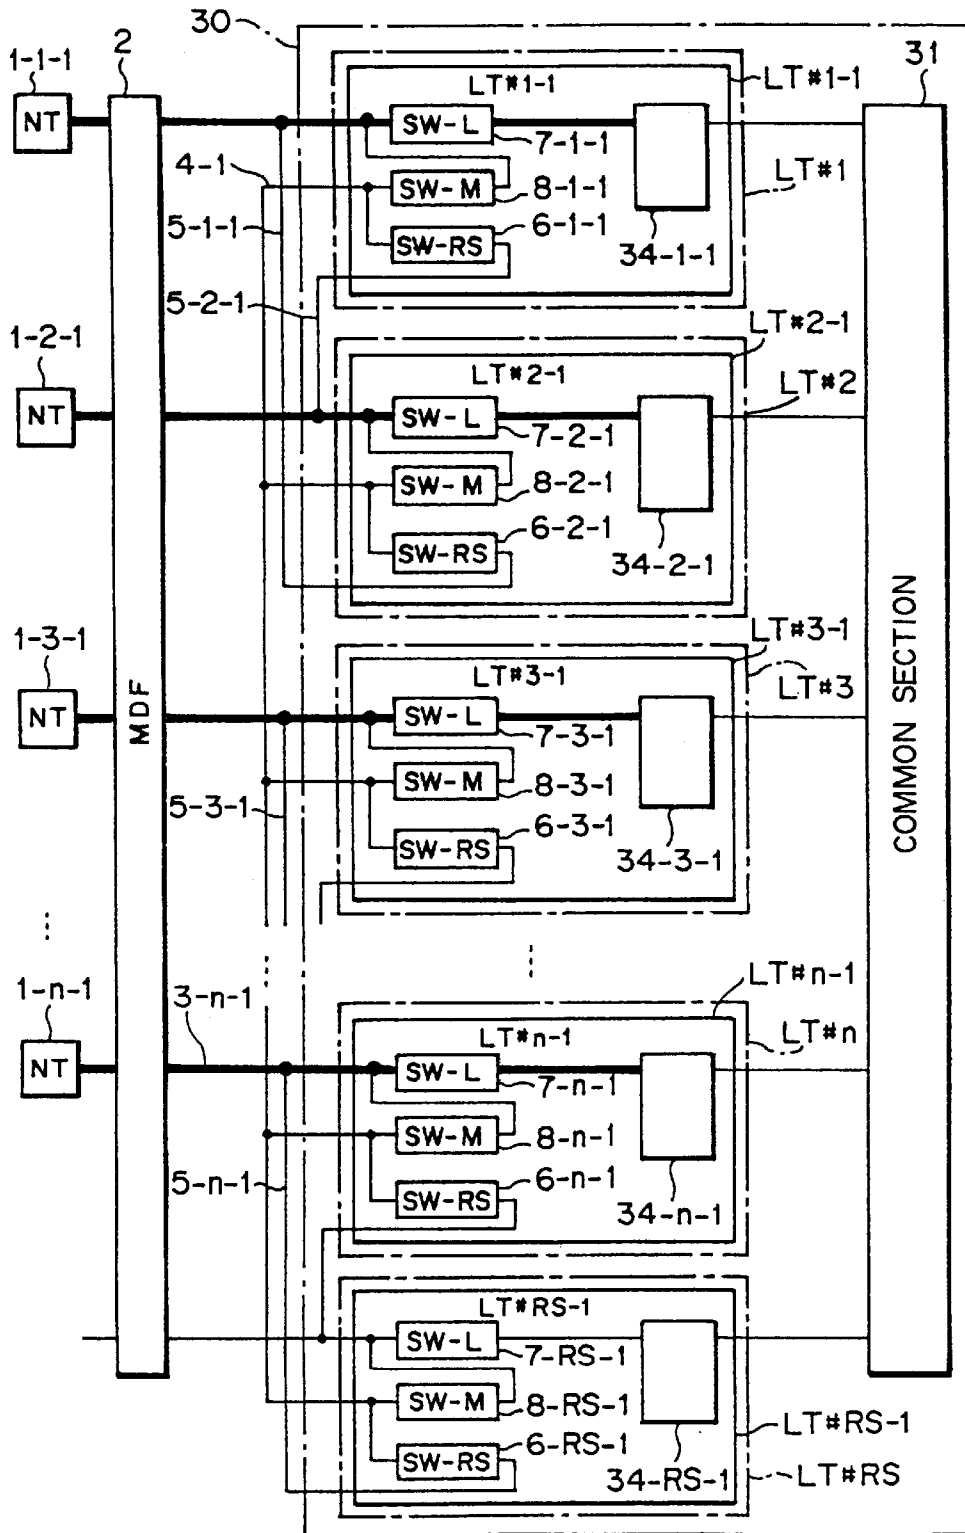 30
2
1-1-1
31
LT#1-1
LT#1-1
NT
SW-L
7-1-1
4-1
SW-M
8-1-1
LT#1
5-1-1
6-1-1
SW-RS
34-1-1
5-2-1
1-2-1
LT#2-1
LT#2-1
LT#2
NT
SW-L
7-2-1
SW-M
8-2-1
6-2-1
SW-RS
34-2-1
1-3-1
LT#3-1
LT#3-1
LT#3
NT
SW-L
7-3-1
MDF
COMMON SECTION
SW-M
8-3-1
5-3-1
6-3-1
SW-RS
34-3-1
1-n-1
3-n-1
LT#n-1
LT#n-1
LT#n
NT
SW-L
7-n-1
SW-M
8-n-1
5-n-1
6-n-1
SW-RS
34-n-1
LT#RS-1
SW-L
7-RS-1
SW-M
8-RS-1
LT#RS-1
6-RS-1
SW-RS
34-RS-1
LT#RS